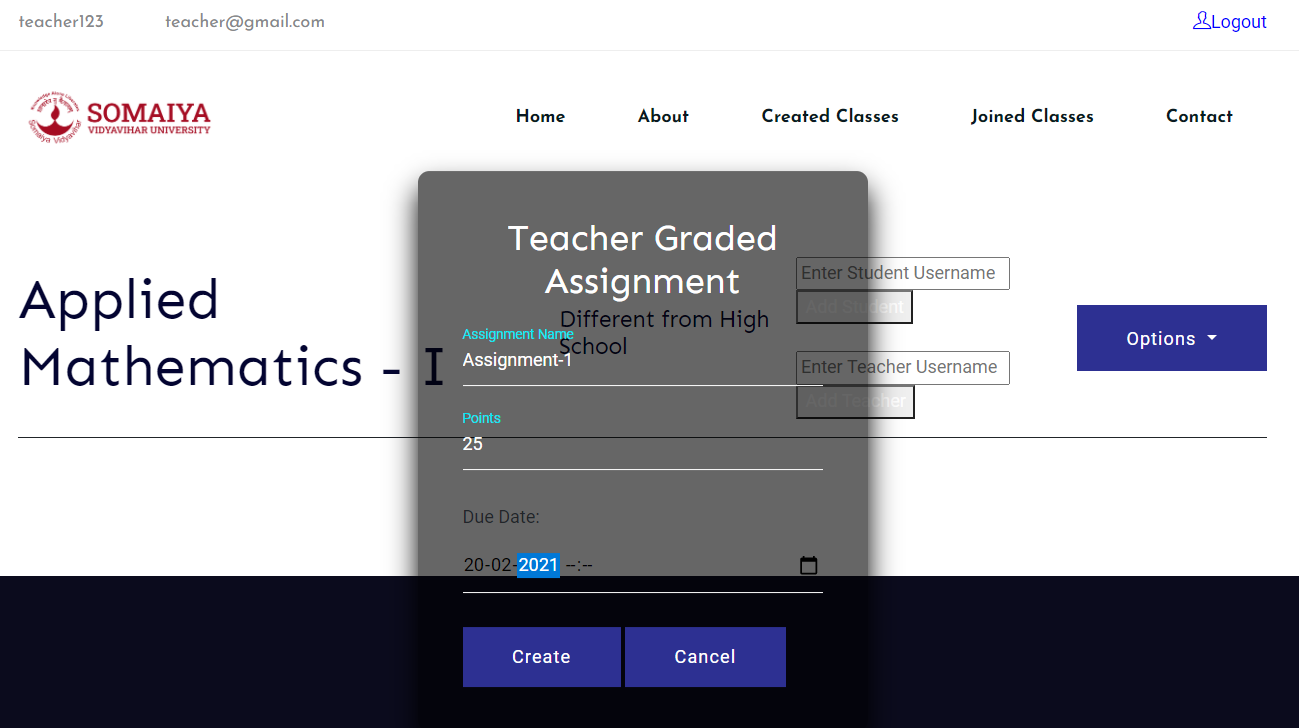 teacher123 teacher@gmail.com Logout
SOMAIYA
VIDYAVIHAR UNIVERSITY
Somaiya Vidyavihar
Home About Created Classes Joined Classes Contact
Teacher Graded
Assignment
Applied
Mathematics - I
Different from High
School
Enter Student Username
Add Student
Enter Teacher Username
Add Teacher
Options
Assignment Name
Assignment-1
Points
25
Due Date:
20-02-2021 --:--
Create Cancel